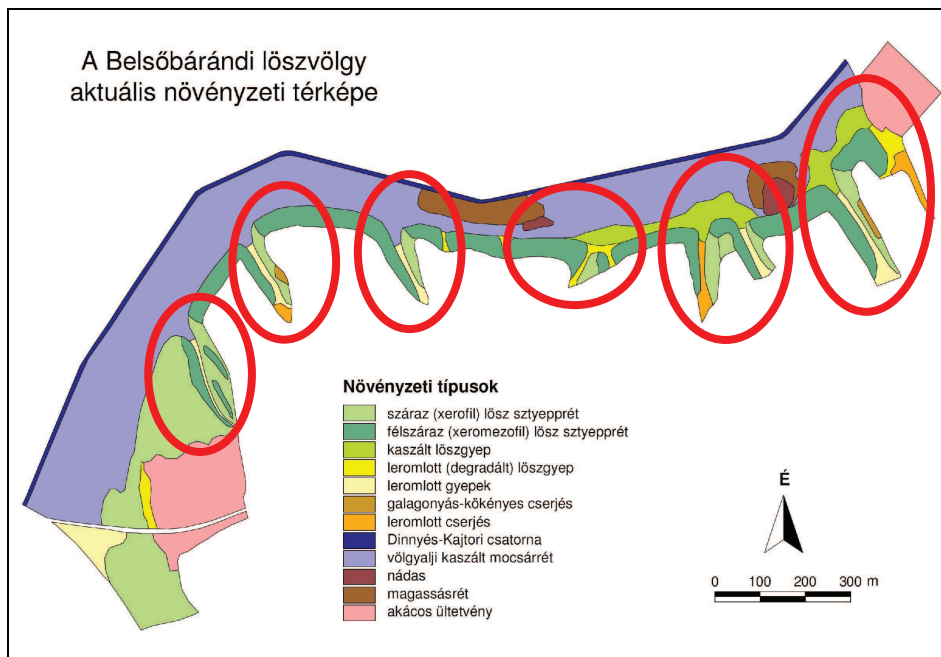 A Belsőbárándi löszvölgy
aktuális növényzeti térképe
Növényzeti típusok
száraz (xerofil) lösz sztyepprét
félszáraz (xeromezofil) lösz sztyepprét
kaszált löszgyep
leromlott (degradált) löszgyep
leromlott gyepek
galagonyás-kökényes cserjés
leromlott cserjés
Dinnyés-Kajtori csatorna
völgyalji kaszált mocsárrét
nádas
magassásrét
akácos ültetvény
É
0 100 200 300 m